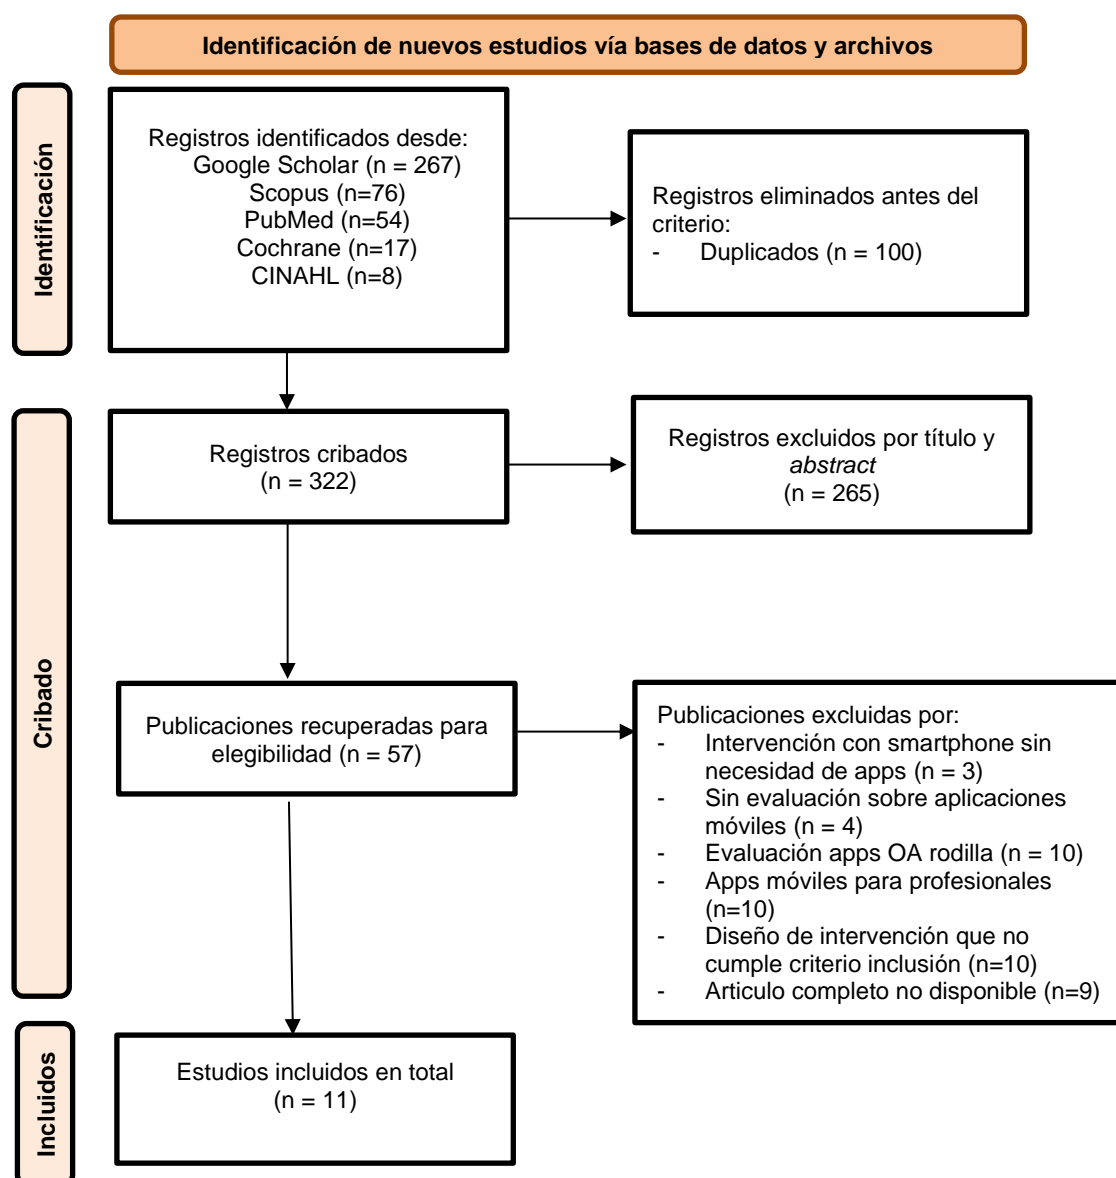 Identificación de nuevos estudios vía bases de datos y archivos
Identificación
Registros identificados desde:
Google Scholar (n = 267)
Scopus (n=76)
PubMed (n=54)
Cochrane (n=17)
CINAHL (n=8)
Registros eliminados antes del
criterio:
- Duplicados (n = 100)
Cribado
Registros cribados
(n = 322)
Registros excluidos por título y
abstract
(n = 265)
Publicaciones recuperadas para
elegibilidad (n = 57)
Publicaciones excluidas por:
- Intervención con smartphone sin
necesidad de apps (n = 3)
- Sin evaluación sobre aplicaciones
móviles (n = 4)
- Evaluación apps OA rodilla (n = 10)
- Apps móviles para profesionales
(n=10)
- Diseño de intervención que no
cumple criterio inclusión (n=10)
- Articulo completo no disponible (n=9)
Incluidos
Estudios incluidos en total
(n = 11)